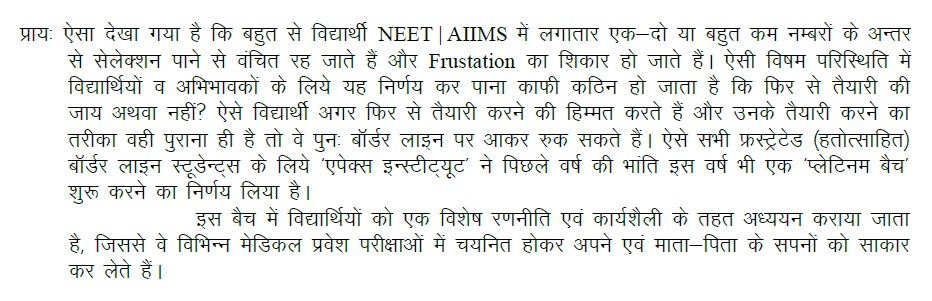 प्रायः ऐसा देखा गया है कि बहुत से विद्यार्थी NEET | AIIMS में लगातार एक–दो या बहुत कम नम्बरों के अन्तर
से सेलेक्शन पाने से वंचित रह जाते हैं और Frustation का शिकार हो जाते हैं। ऐसी विषम परिस्थिति में
विद्यार्थियों व अभिभावकों के लिये यह निर्णय कर पाना काफी कठिन हो जाता है कि फिर से तैयारी की
जाय अथवा नहीं? ऐसे विद्यार्थी अगर फिर से तैयारी करने की हिम्मत करते हैं और उनके तैयारी करने का
तरीका वही पुराना ही है तो वे पुनः बॉर्डर लाइन पर आकर रुक सकते हैं। ऐसे सभी फ्रस्ट्रेटेड (हतोत्साहित)
बॉर्डर लाइन स्टूडेन्ट्स के लिये 'एपेक्स इन्स्टीट्यूट' ने पिछले वर्ष की भांति इस वर्ष भी एक 'प्लेटिनम बैच'
शुरू करने का निर्णय लिया है।
इस बैच में विद्यार्थियों को एक विशेष रणनीति एवं कार्यशैली के तहत अध्ययन कराया जाता
है, जिससे वे विभिन्न मेडिकल प्रवेश परीक्षाओं में चयनित होकर अपने एवं माता–पिता के सपनों को साकार
कर लेते हैं।